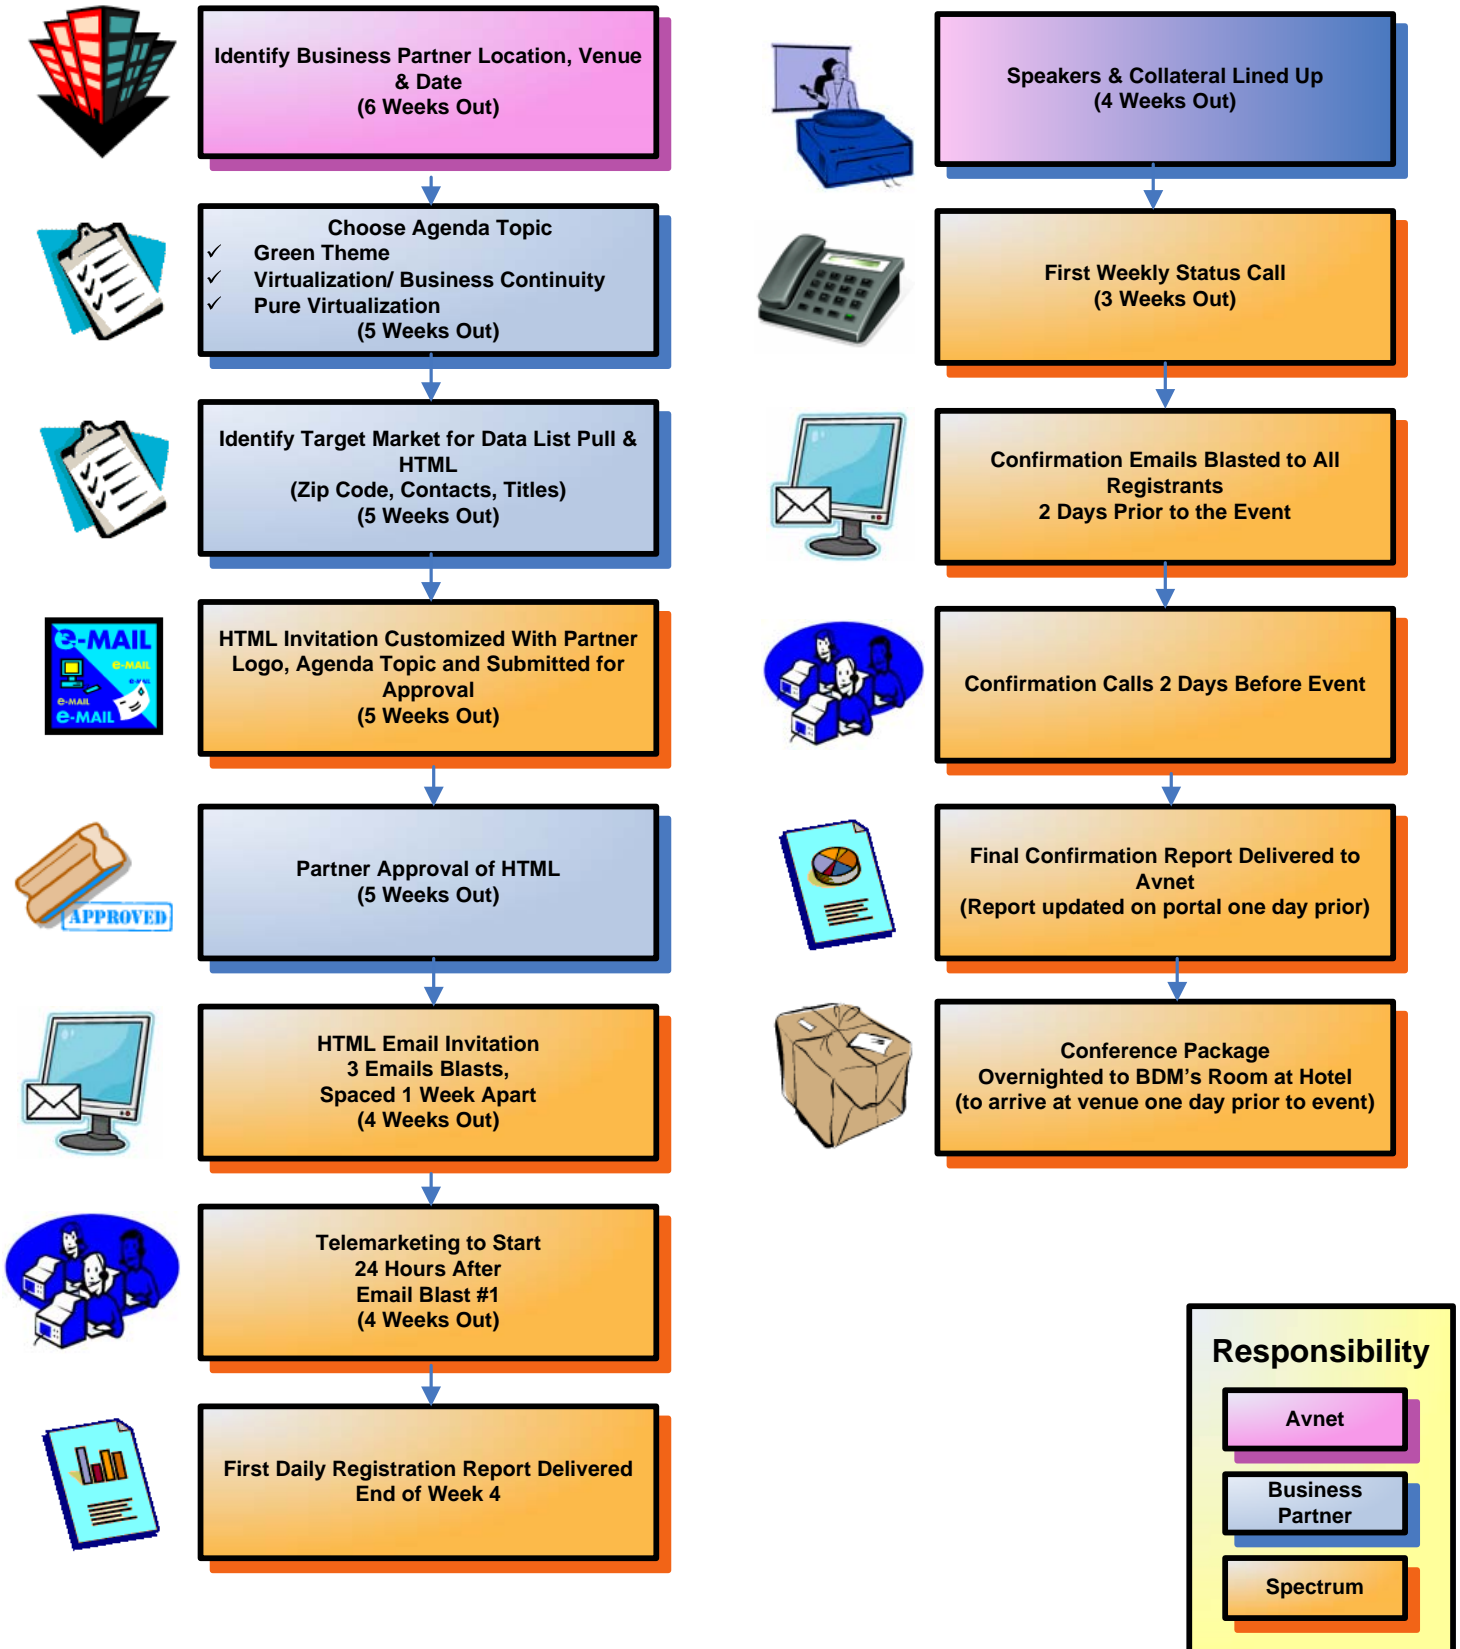 Identify Business Partner Location, Venue
& Date
(6 Weeks Out)
Choose Agenda Topic
✓ Green Theme
✓ Virtualization/ Business Continuity
✓ Pure Virtualization
(5 Weeks Out)
Identify Target Market for Data List Pull &
HTML
(Zip Code, Contacts, Titles)
(5 Weeks Out)
e-MAIL
e-MAIL
e-MAIL
e-MAIL
e-MAIL
HTML Invitation Customized With Partner
Logo, Agenda Topic and Submitted for
Approval
(5 Weeks Out)
APPROVED
Partner Approval of HTML
(5 Weeks Out)
HTML Email Invitation
3 Emails Blasts,
Spaced 1 Week Apart
(4 Weeks Out)
Telemarketing to Start
24 Hours After
Email Blast #1
(4 Weeks Out)
First Daily Registration Report Delivered
End of Week 4
Speakers & Collateral Lined Up
(4 Weeks Out)
First Weekly Status Call
(3 Weeks Out)
Confirmation Emails Blasted to All
Registrants
2 Days Prior to the Event
Confirmation Calls 2 Days Before Event
Final Confirmation Report Delivered to
Avnet
(Report updated on portal one day prior)
Conference Package
Overnighted to BDM's Room at Hotel
(to arrive at venue one day prior to event)
Responsibility
Avnet
Business
Partner
Spectrum